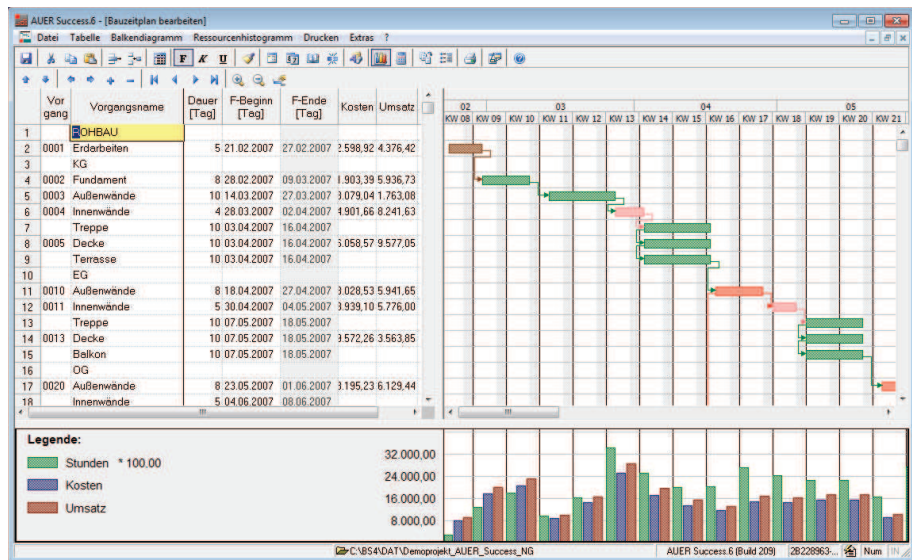 AUER Success.6 - [Bauzeitplan bearbeiten]
Datei Tabelle Balkendiagramm Ressourcenhistogramm Drucken Extras ?
F K U
Vor gang Vorgangsname Dauer [Tag] F-Beginn [Tag] F-Ende [Tag] Kosten Umsatz
02 03 04 05
KW 08 KW 09 KW 10 KW 11 KW 12 KW 13 KW 14 KW 15 KW 16 KW 17 KW 18 KW 19 KW 20 KW 21
1 ROHBAU
2 0001 Erdarbeiten 5 21.02.2007 27.02.2007 2.598,92 4.376,42
3 KG
4 0002 Fundament 8 28.02.2007 09.03.2007 1.903,39 5.936,73
5 0003 Außenwände 10 14.03.2007 27.03.2007 3.079,04 1.763,08
6 0004 Innenwände 4 28.03.2007 02.04.2007 4.901,66 8.241,63
7 Treppe 10 03.04.2007 16.04.2007
8 0005 Decke 10 03.04.2007 16.04.2007 5.058,57 9.577,05
9 Terrasse 10 03.04.2007 16.04.2007
10 EG
11 0010 Außenwände 8 18.04.2007 27.04.2007 3.028,53 5.941,65
12 0011 Innenwände 5 30.04.2007 04.05.2007 3.939,10 5.776,00
13 Treppe 10 07.05.2007 18.05.2007
14 0013 Decke 10 07.05.2007 18.05.2007 3.572,26 3.563,85
15 Balkon 10 07.05.2007 18.05.2007
16 OG
17 0020 Außenwände 8 23.05.2007 01.06.2007 3.195,23 6.129,44
18 Innenwände 5 04.06.2007 08.06.2007
Legende:
Stunden * 100.00
Kosten
Umsatz
32.000,00
24.000,00
16.000,00
8.000,00
C:\BS4\DAT\Demoprojekt_AUER_Success_NG AUER Success.6 (Build 209) 2B228963-... Num IN